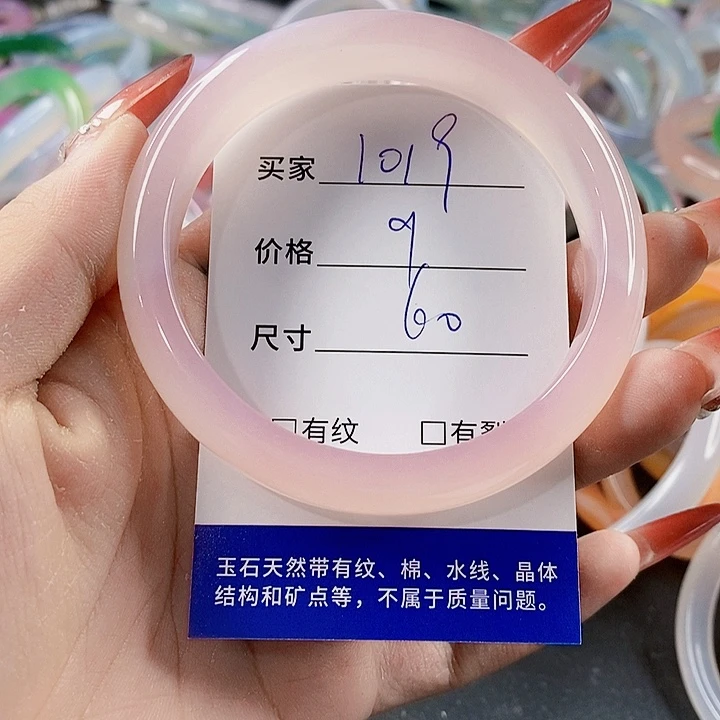 买家 1019
价格 9
尺寸 60
□有纹 □有裂
玉石天然带有纹、棉、水线、晶体
结构和矿点等，不属于质量问题。